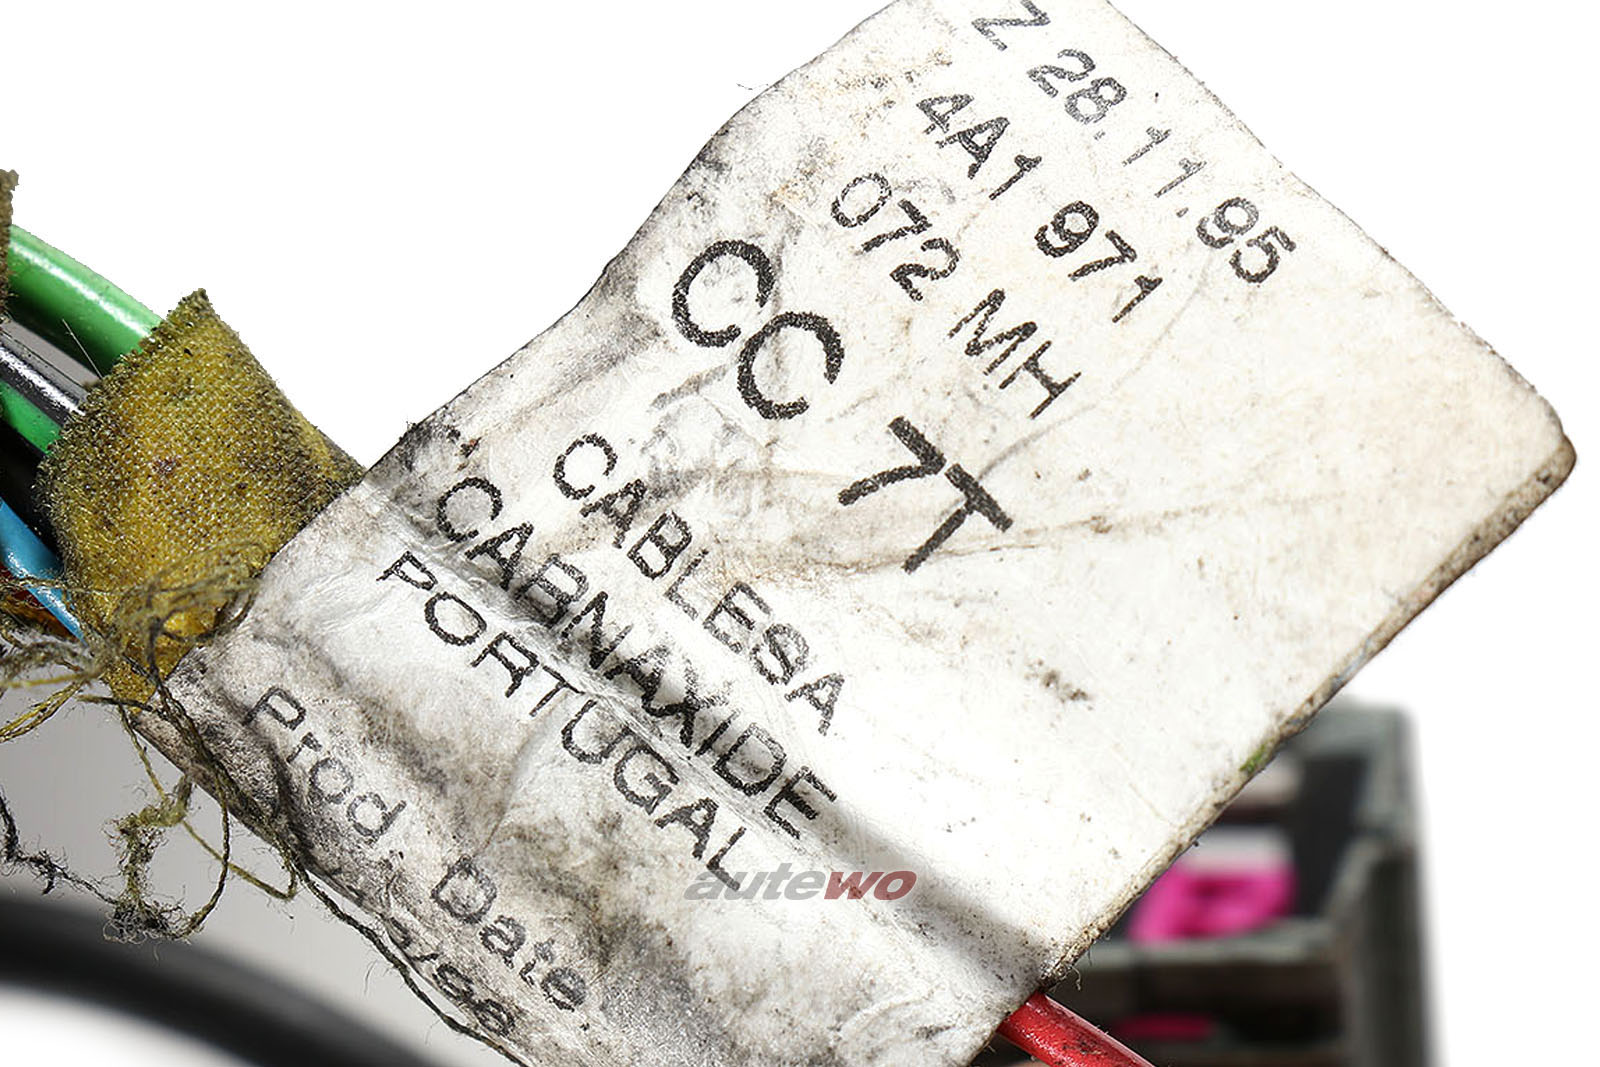 Z 28.11.95
4A1 971
072 MH
CC 7T
CABLESA
CARNAXIDE
PORTUGAL
Prod. Date
autewo